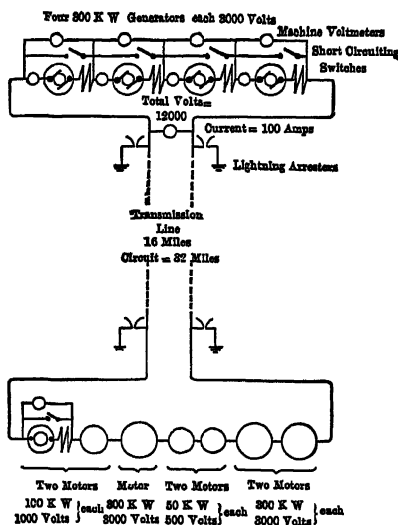 Four 300 K W Generators each 3000 Volts
Machine Voltmeters
Short Circuiting
Switches
Total Volts=
12000
Current = 100 Amps
Lightning Arresters
Transmission
Line
16 Miles
Circuit = 32 Miles
Two Motors Motor Two Motors Two Motors
100 K W each 300 K W 50 K W each 300 K W each
1000 Volts 3000 Volts 500 Volts 3000 Volts